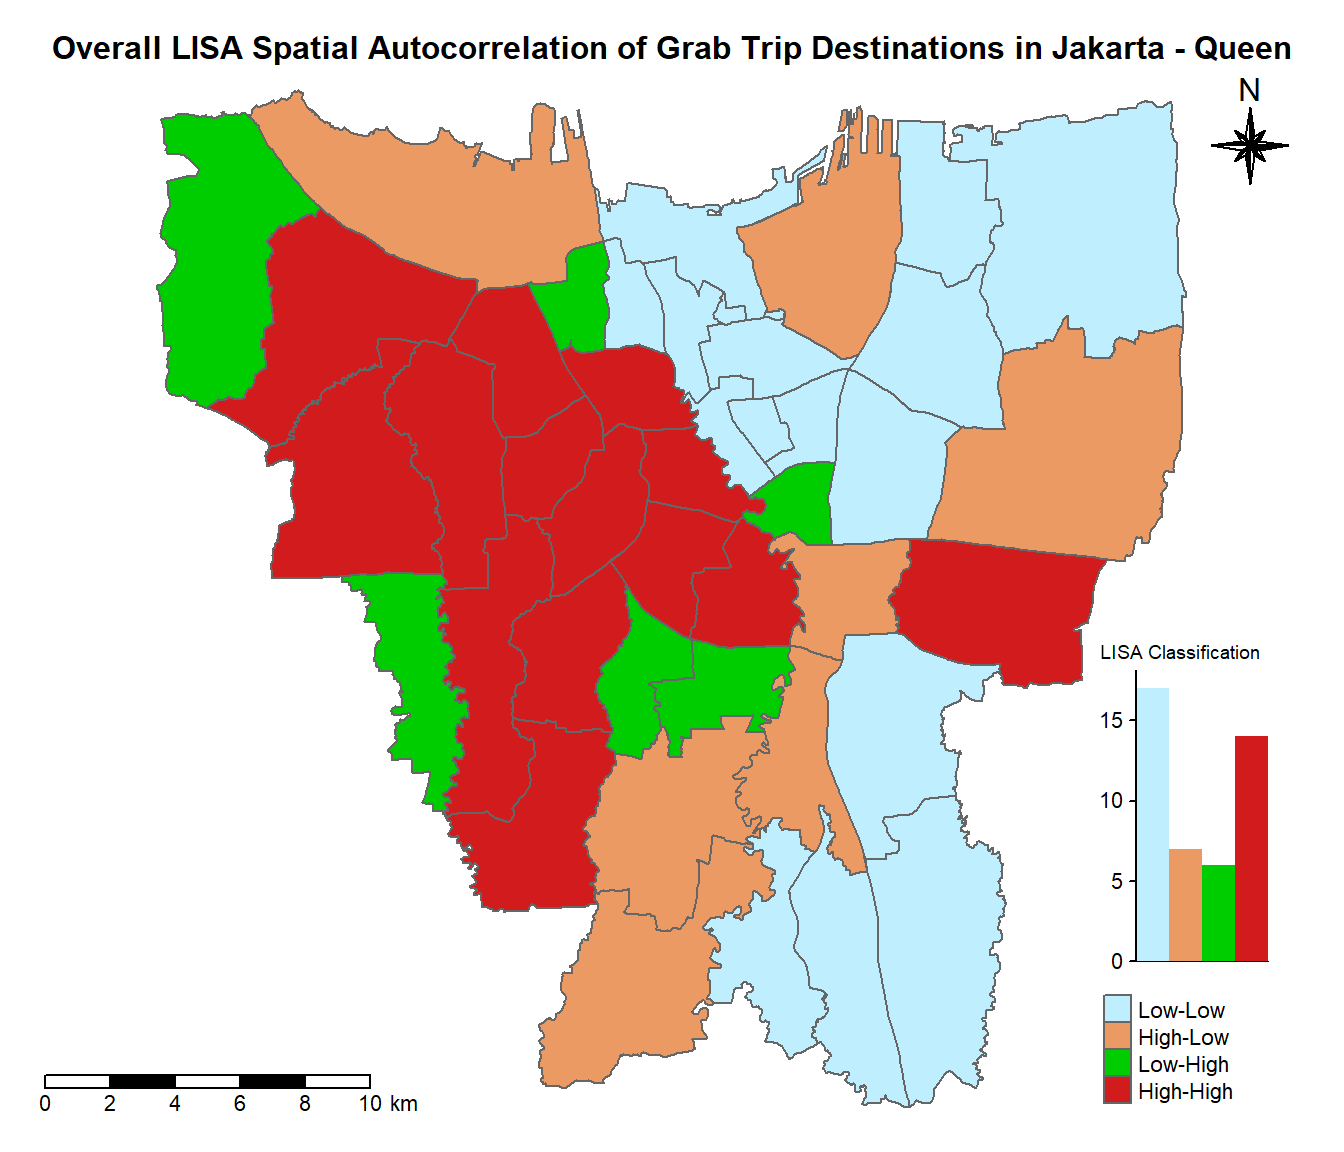 Overall LISA Spatial Autocorrelation of Grab Trip Destinations in Jakarta - Queen
N
LISA Classification
15
10
5
0
Low-Low
High-Low
Low-High
High-High
0 2 4 6 8 10 km